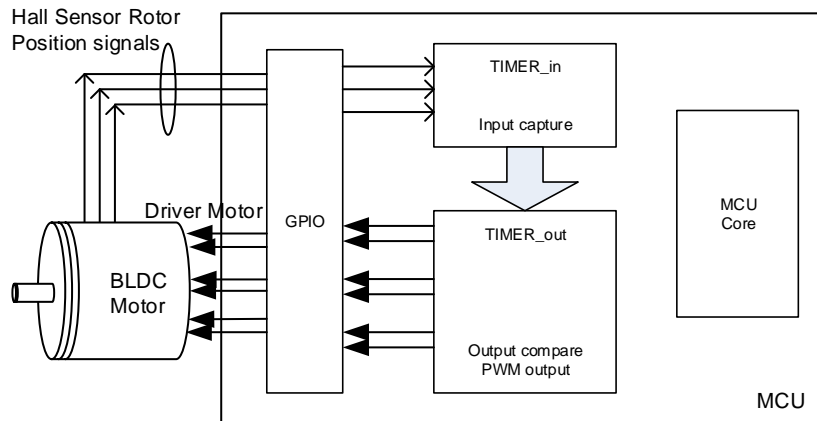 Hall Sensor Rotor
Position signals
TIMER_in
Input capture
Driver Motor
GPIO
TIMER_out
MCU
Core
BLDC
Motor
Output compare
PWM output
MCU